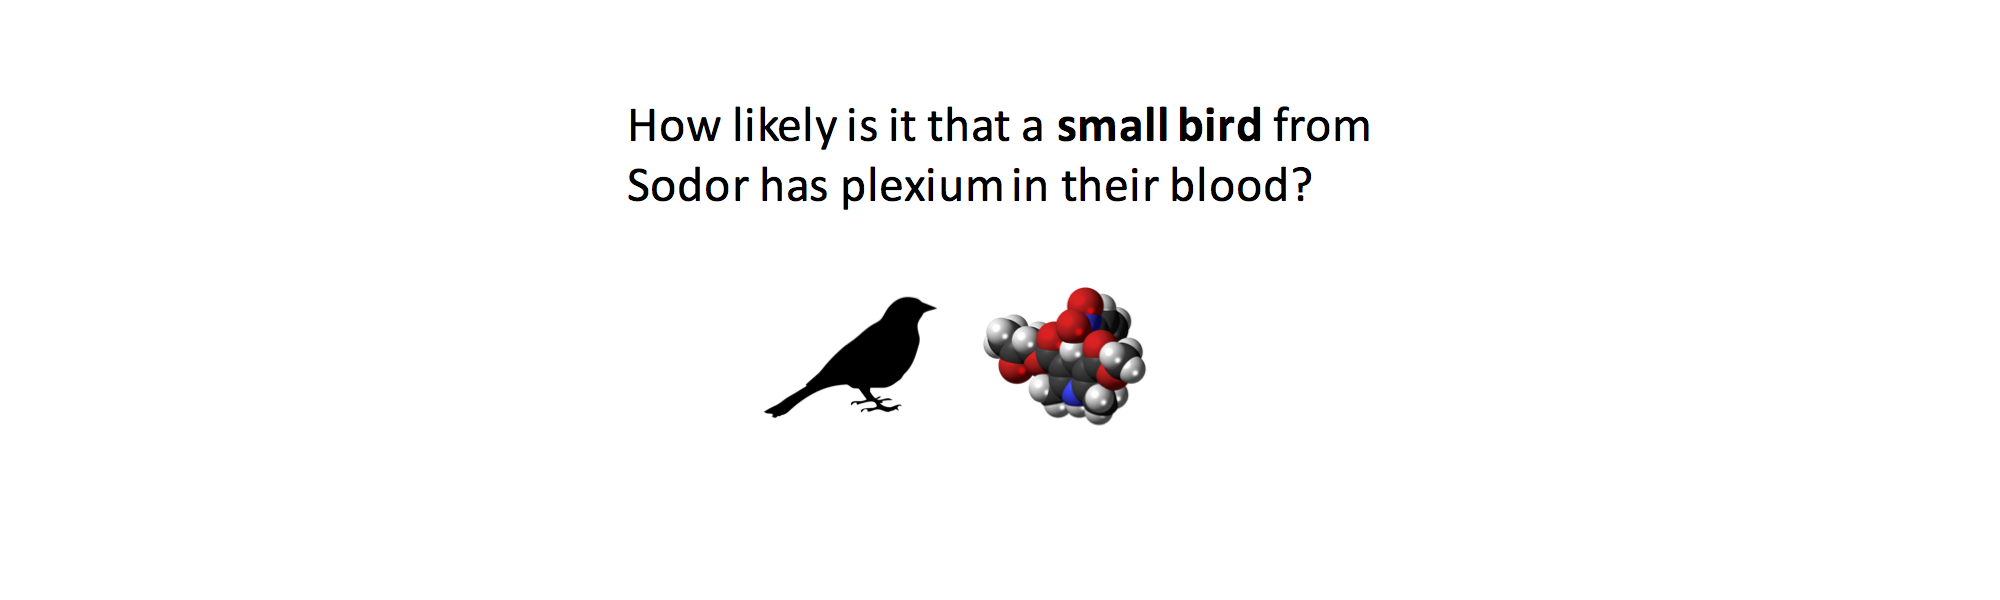 How likely is it that a small bird from
Sodor has plexium in their blood?